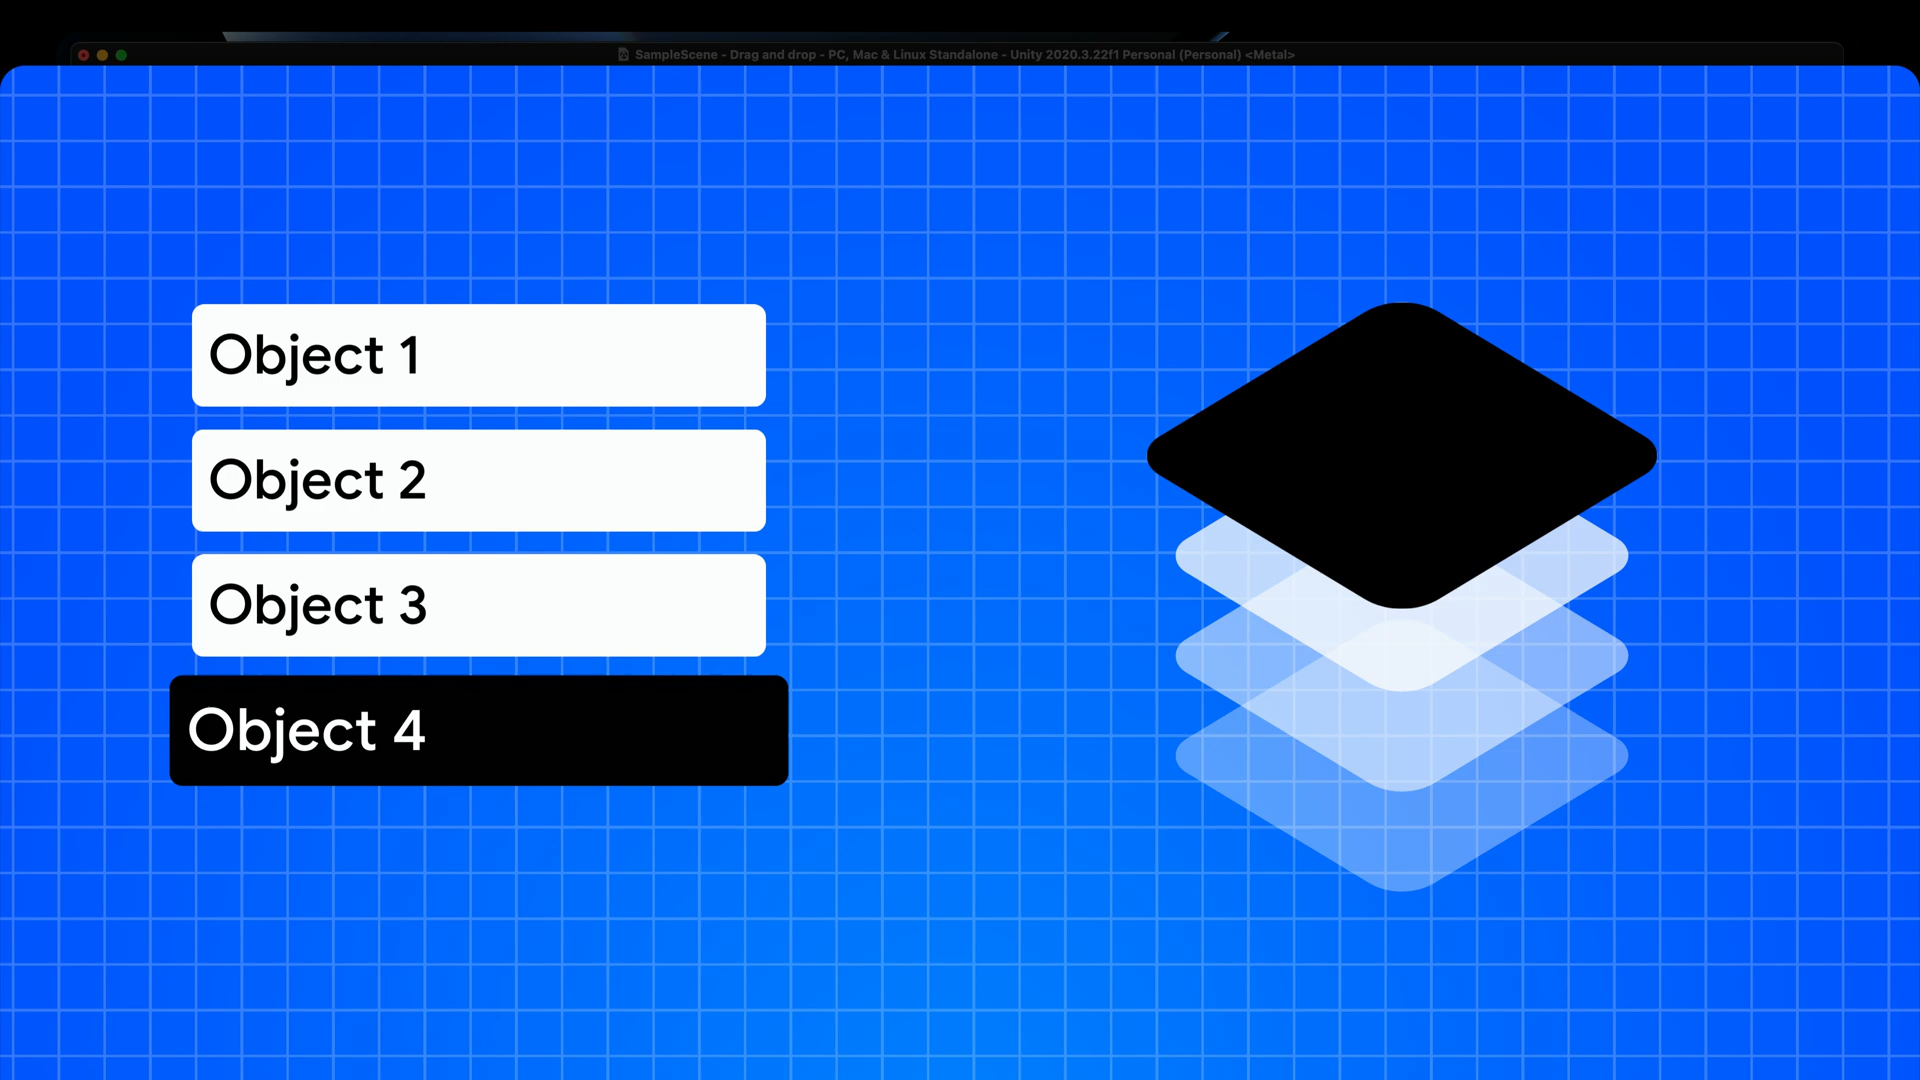 SampleScene - Drag and drop - PC, Mac & Linux Standalone - Unity 2020.3.22f1 Personal (Personal) <Metal>
Object 1
Object 2
Object 3
Object 4